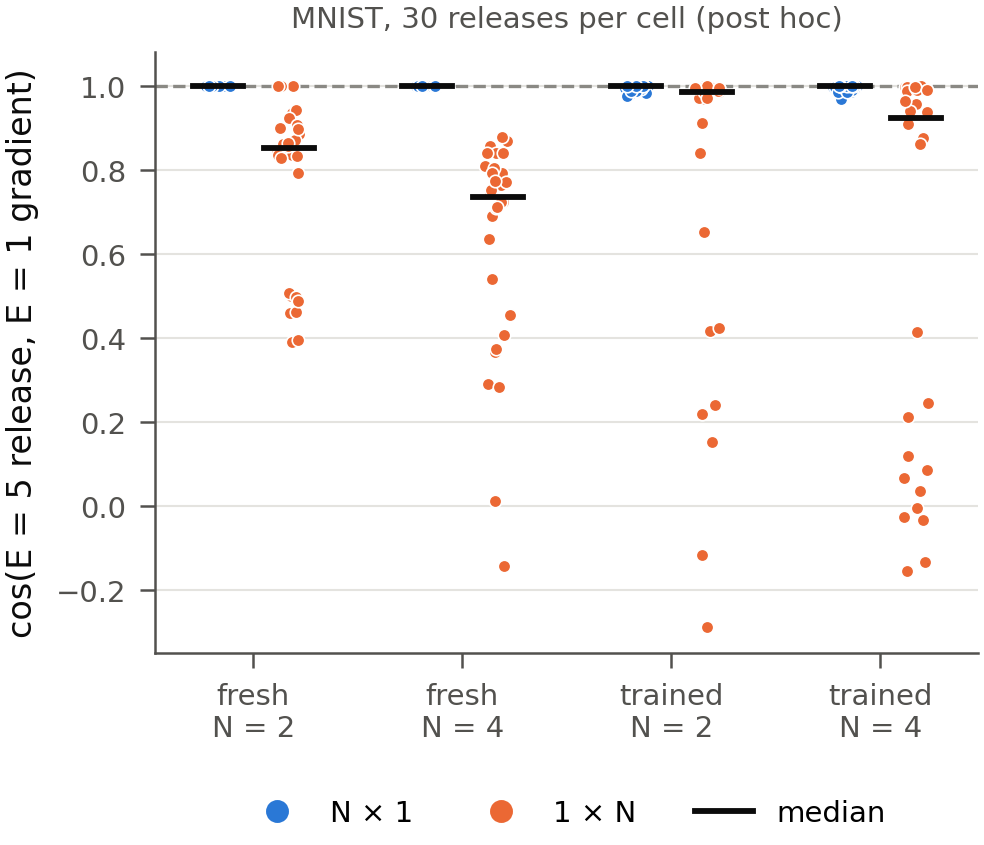 MNIST, 30 releases per cell (post hoc)
cos(E = 5 release, E = 1 gradient)
1.0
0.8
0.6
0.4
0.2
0.0
−0.2
fresh
N = 2
fresh
N = 4
trained
N = 2
trained
N = 4
N × 1
1 × N
median